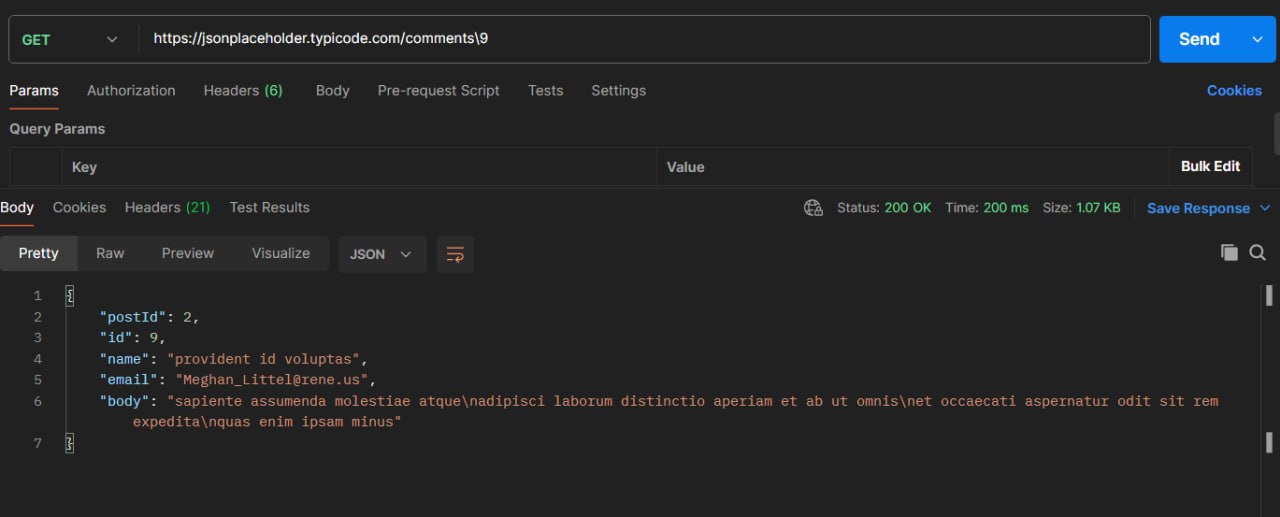 GET https://jsonplaceholder.typicode.com/comments\9 Send
Params Authorization Headers (6) Body Pre-request Script Tests Settings Cookies
Query Params
Key Value Bulk Edit
Body Cookies Headers (21) Test Results Status: 200 OK Time: 200 ms Size: 1.07 KB Save Response
Pretty Raw Preview Visualize JSON
1 {
2 "postId": 2,
3 "id": 9,
4 "name": "provident id voluptas",
5 "email": "Meghan_Littel@rene.us",
6 "body": "sapiente assumenda molestiae atque\nadipisci laborum distinctio aperiam et ab ut omnis\net occaecati aspernatur odit sit rem
expedita\nquas enim ipsam minus"
7 }